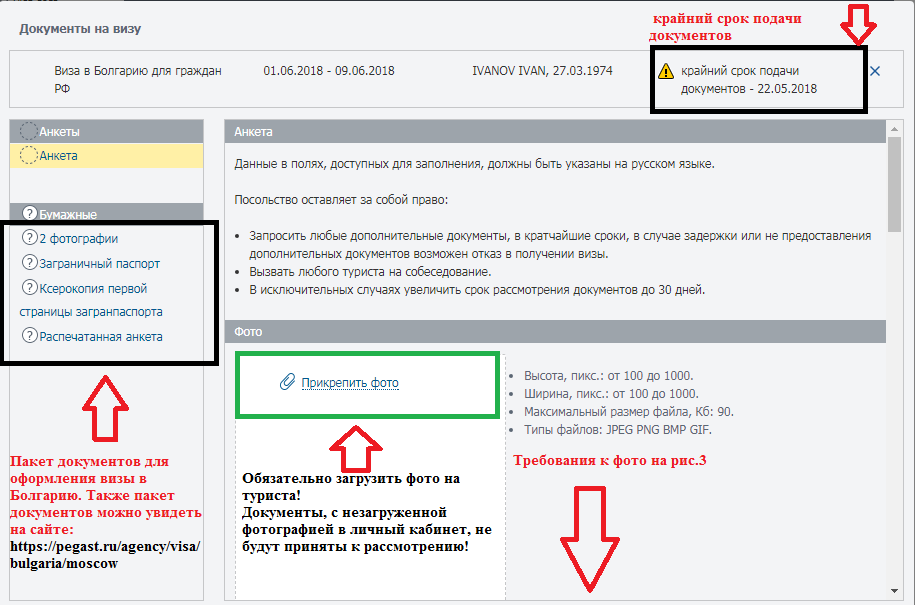 крайний срок подачи
документов
Документы на визу
Виза в Болгарию для граждан
РФ
01.06.2018 - 09.06.2018
IVANOV IVAN, 27.03.1974
крайний срок подачи
документов - 22.05.2018
Анкеты
Анкета
Бумажные
2 фотографии
Заграничный паспорт
Ксерокопия первой
страницы загранпаспорта
Распечатанная анкета
Пакет документов для
оформления визы в
Болгарию. Также пакет
документов можно увидеть
на сайте:
https://pegast.ru/agency/visa/
bulgaria/moscow
Анкета
Данные в полях, доступных для заполнения, должны быть указаны на русском языке.
Посольство оставляет за собой право:
Запросить любые дополнительные документы, в кратчайшие сроки, в случае задержки или не предоставления
дополнительных документов возможен отказ в получении визы.
Вызвать любого туриста на собеседование.
В исключительных случаях увеличить срок рассмотрения документов до 30 дней.
Фото
Прикрепить фото
Обязательно загрузить фото на
туриста!
Документы, с незагруженной
фотографией в личный кабинет, не
будут приняты к рассмотрению!
Высота, пикс.: от 100 до 1000.
Ширина, пикс.: от 100 до 1000.
Максимальный размер файла, Кб: 90.
Типы файлов: JPEG PNG BMP GIF.
Требования к фото на рис.3